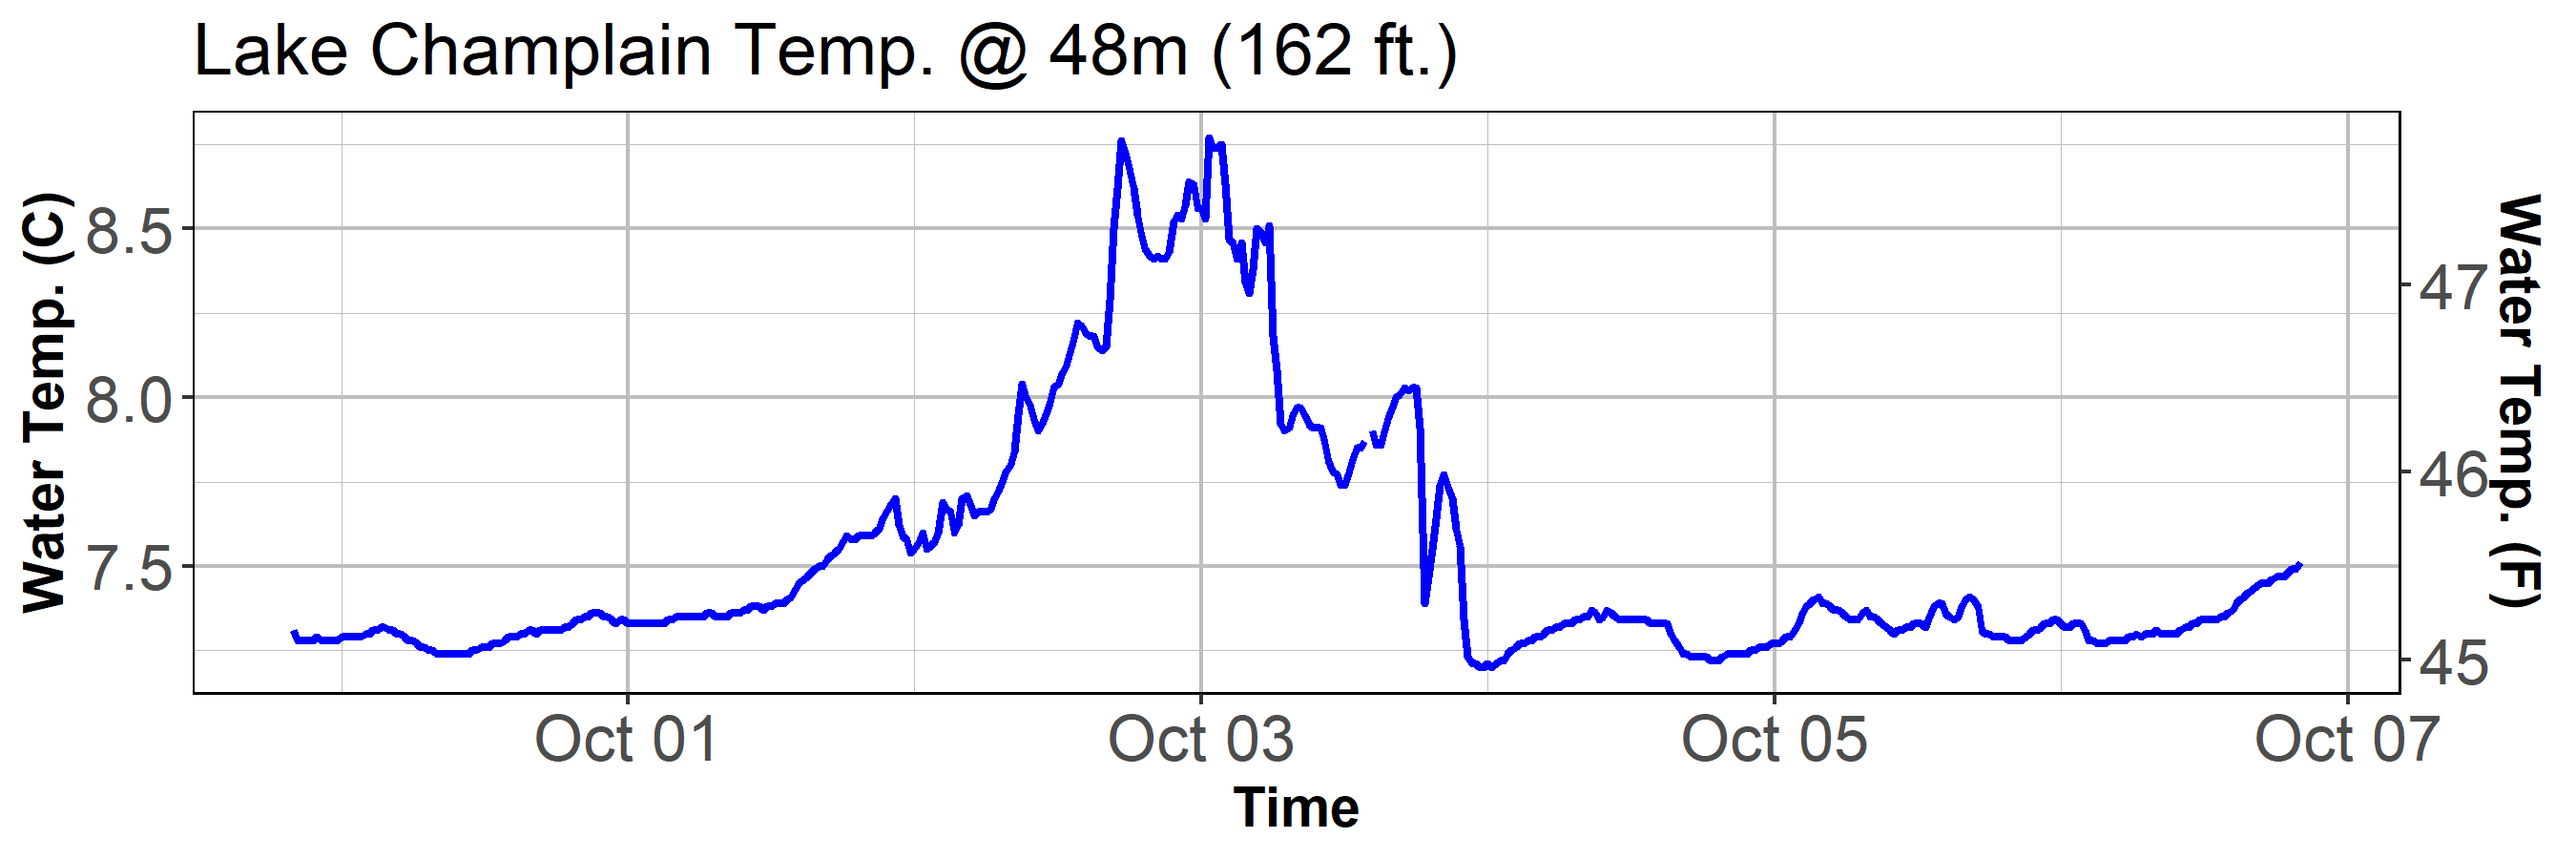 Lake Champlain Temp. @ 48m (162 ft.)
Water Temp. (C)
8.5
8.0
7.5
47
46
45
Water Temp. (F)
Oct 01
Oct 03
Oct 05
Oct 07
Time